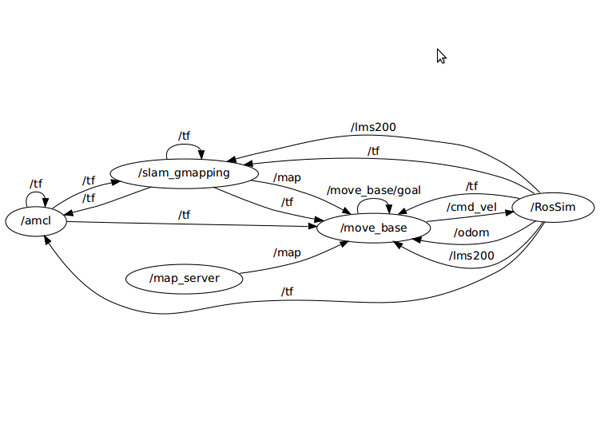 /lms200
/tf
/tf
/slam_gmapping
/map
/tf
/tf
/tf
/tf
/move_base/goal
/tf
/cmd_vel
/RosSim
/amcl
/tf
/move_base
/odom
/map
/lms200
/map_server
/tf